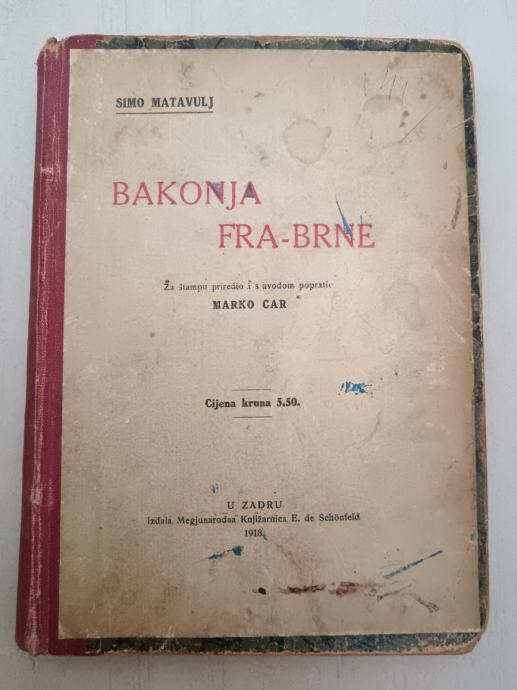 SIMO MATAVULJ
BAKONJA
FRA-BRNE
Za štampu priredio i s uvodom popratio
MARKO CAR
Cijena kruna 5.50.
U ZADRU
Izdala Megjunarodna Knjižarnica E. de Schönfeld
1918.